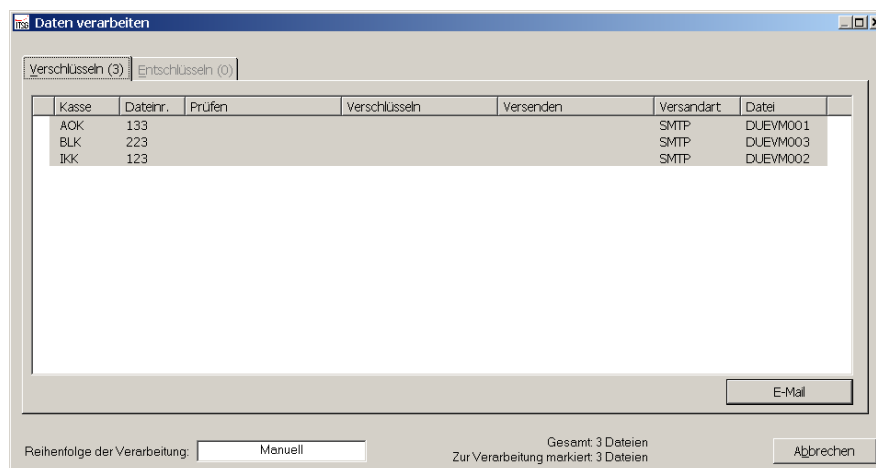 ITSG Daten verarbeiten
Verschlüsseln (3) Entschlüsseln (0)
Kasse Dateinr. Prüfen Verschlüsseln Versenden Versandart Datei
AOK 133 SMTP DUEVM001
BLK 223 SMTP DUEVM003
IKK 123 SMTP DUEVM002
E-Mail
Gesamt: 3 Dateien
Reihenfolge der Verarbeitung: Manuell
Zur Verarbeitung markiert: 3 Dateien
Abbrechen